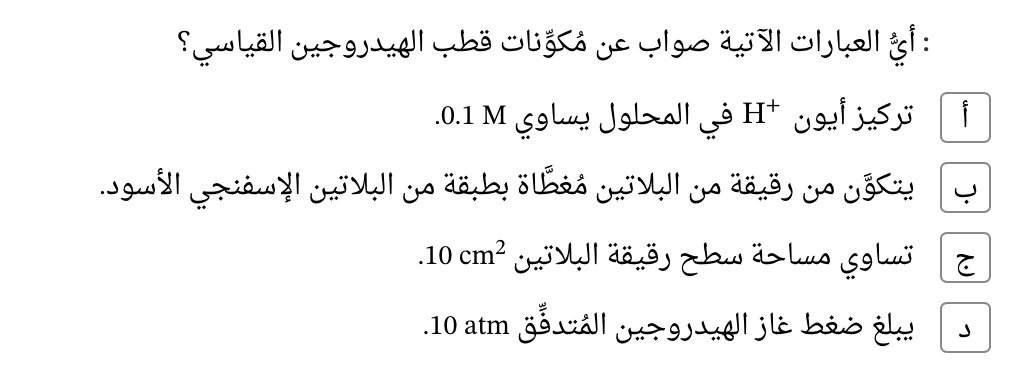 : أيُّ العبارات الآتية صواب عن مُكوِّنات قطب الهيدروجين القياسي؟
أ تركيز أيون H⁺ في المحلول يساوي 0.1 M.
ب يتكوَّن من رقيقة من البلاتين مُغطَّاة بطبقة من البلاتين الإسفنجي الأسود.
ج تساوي مساحة سطح رقيقة البلاتين 10 cm².
د يبلغ ضغط غاز الهيدروجين المُتدفِّق 10 atm.